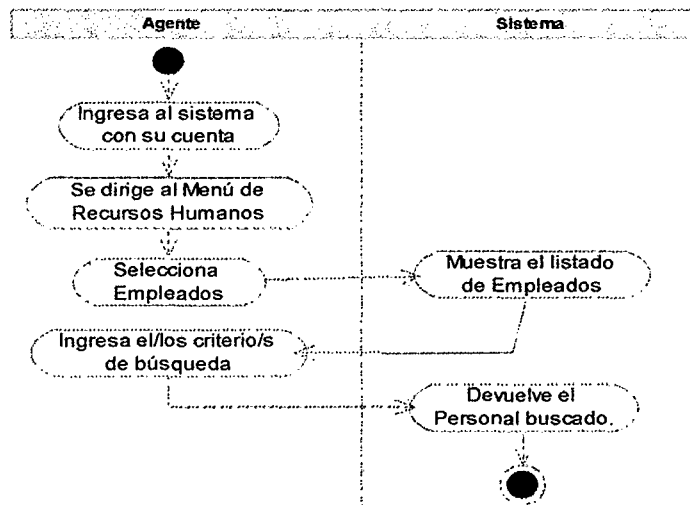 Agente
Sistema
Ingresa al sistema
con su cuenta
Se dirige al Menú de
Recursos Humanos
Selecciona
Empleados
Muestra el listado
de Empleados
Ingresa el/los criterio/s
de búsqueda
Devuelve el
Personal buscado.